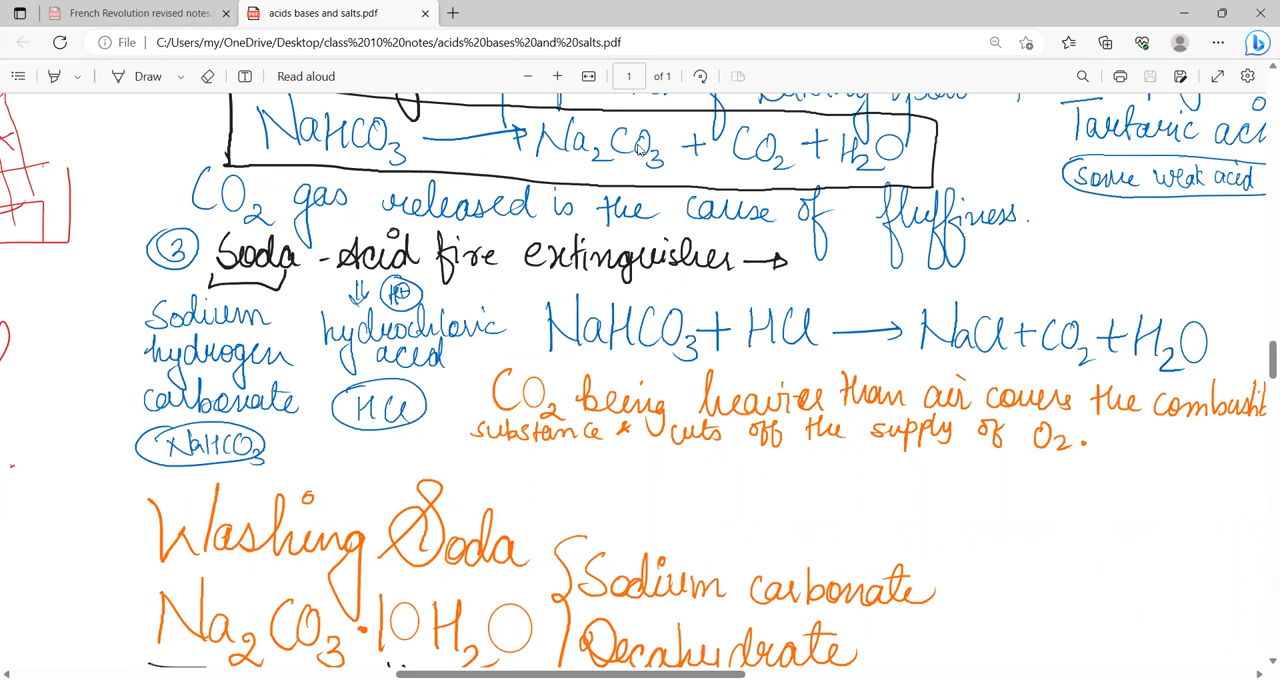 French Revolution revised notes.
acids bases and salts.pdf
File
C:/Users/my/OneDrive/Desktop/class%2010%20notes/acids%20bases%20and%20salts.pdf
Draw
Read aloud
1
of 1
NaHCO3 → Na2CO3 + CO2 + H2O
Tartaric aci
some weak acid
CO2 gas released is the cause of fluffiness.
3 Soda - Acid fire extinguisher →
H+
Sodium hydrogen carbonate
NaHCO3
hydrochloric acid
HCl
NaHCO3 + HCl → NaCl + CO2 + H2O
CO2 being heavier than air covers the combustib
substance & cuts off the supply of O2.
Washing Soda
Na2CO3.10H2O
Sodium carbonate
Decahydrate